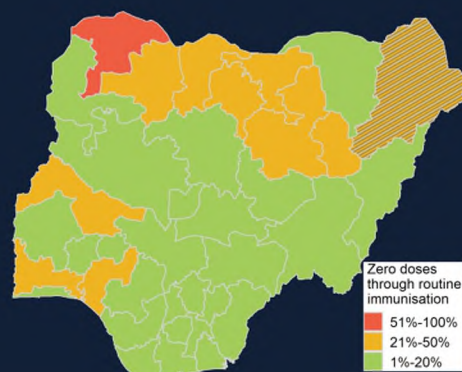 Zero doses
through routine
immunisation
51%-100%
21%-50%
1%-20%